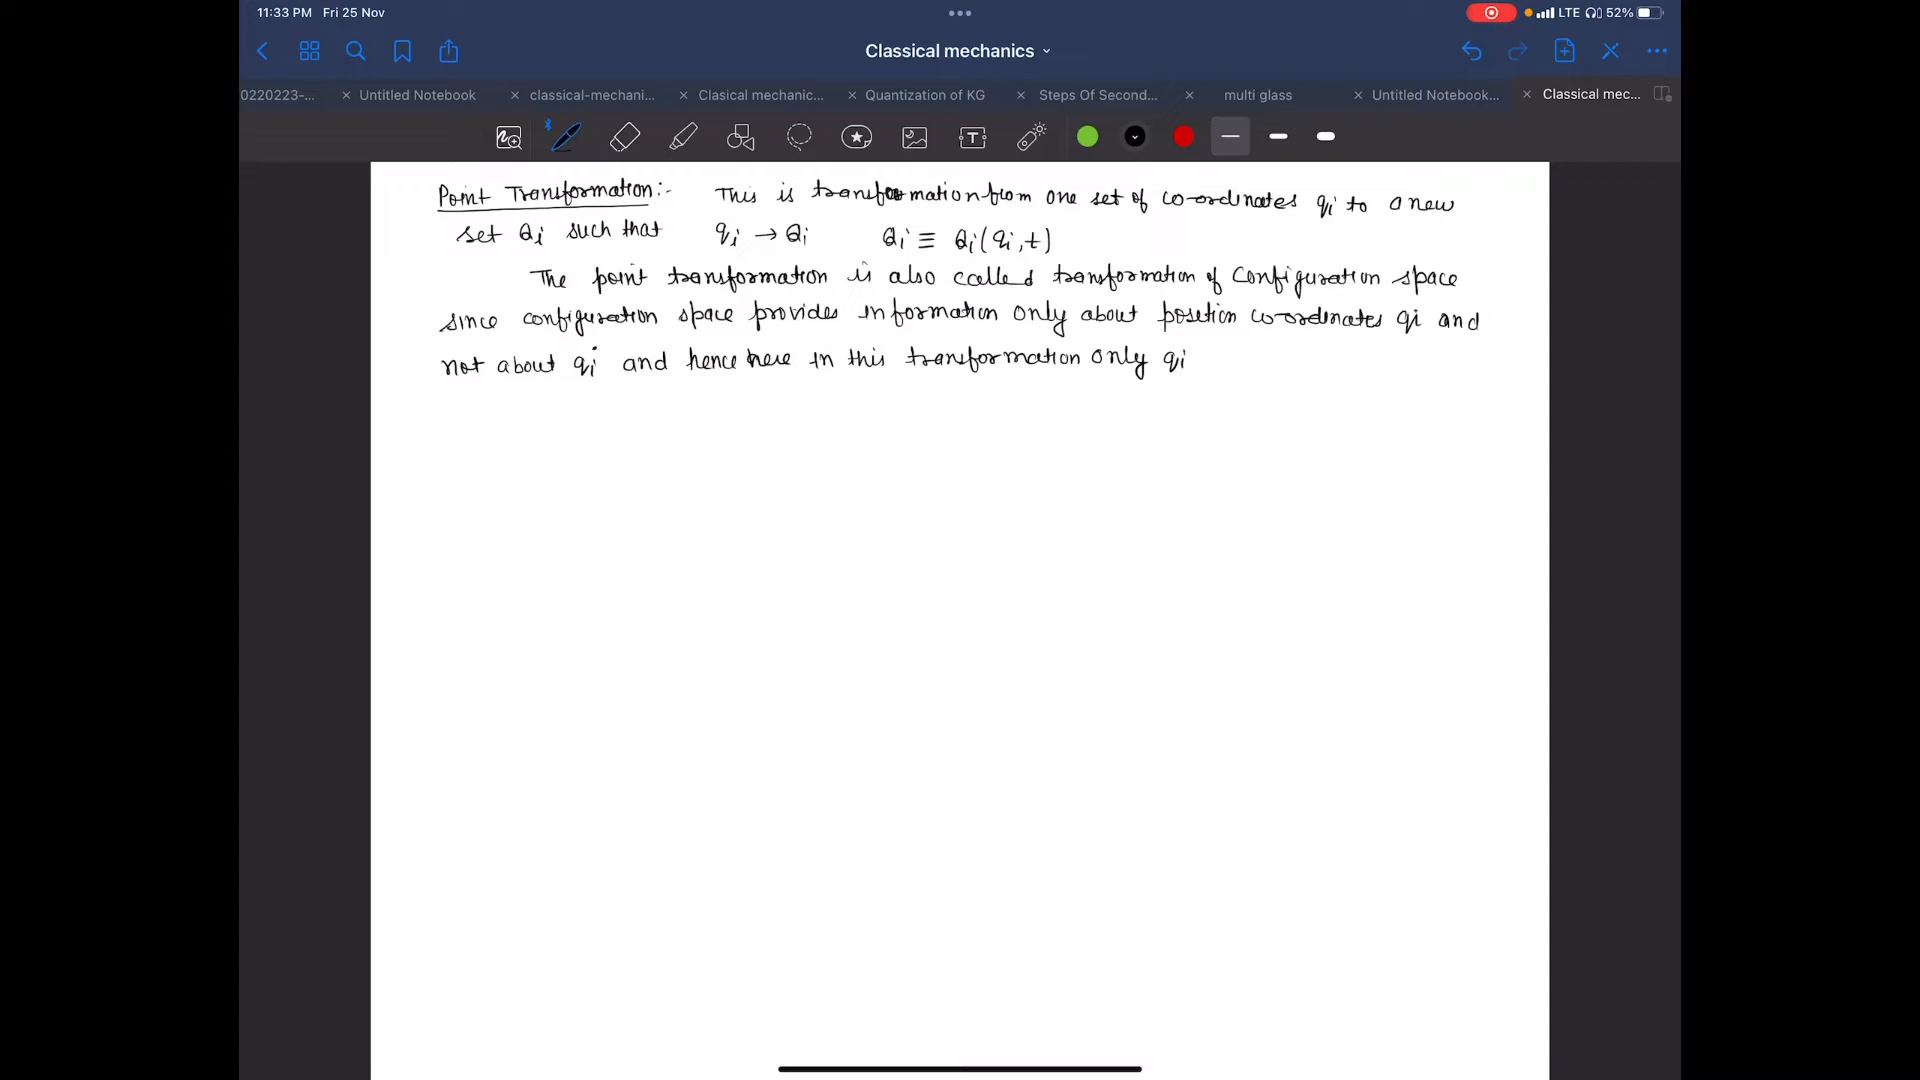 11:33 PM Fri 25 Nov
LTE 52%
Classical mechanics
0220223-... Untitled Notebook classical-mechani... Clasical mechanic... Quantization of KG Steps Of Second... multi glass Untitled Notebook... Classical mec...
Point Transformation:- This is transformation from one set of co-ordinates qi to a new
set Qi such that qi → Qi Qi ≡ Qi(qi,t)
The point transformation is also called transformation of Configuration space
since configuration space provides information only about position co-ordinates qi and
not about q̇i and hence here in this transformation only qi